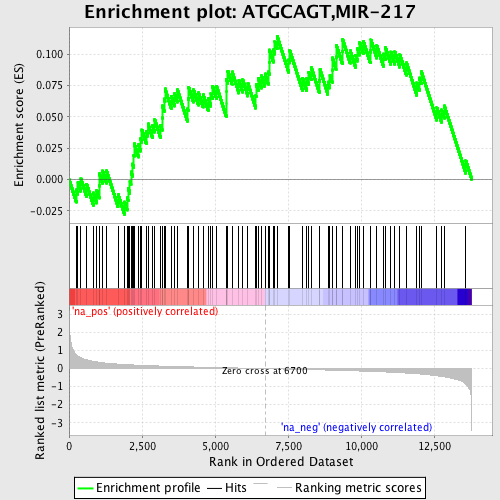 Enrichment plot: ATGCAGT,MIR-217
Enrichment score (ES)
0.100
0.075
0.050
0.025
0.000
-0.025
'na_pos' (positively correlated)
Ranked list metric (PreRanked)
3
2
1
0
-1
-2
-3
Zero cross at 6700
'na_neg' (negatively correlated)
0
2,500
5,000
7,500
10,000
12,500
Rank in Ordered Dataset
Enrichment profile
Hits
Ranking metric scores